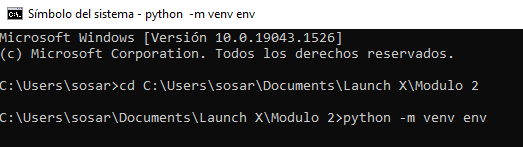 Símbolo del sistema - python  -m venv env
Microsoft Windows [Versión 10.0.19043.1526]
(c) Microsoft Corporation. Todos los derechos reservados.
C:\Users\sosar>cd C:\Users\sosar\Documents\Launch X\Modulo 2
C:\Users\sosar\Documents\Launch X\Modulo 2>python -m venv env